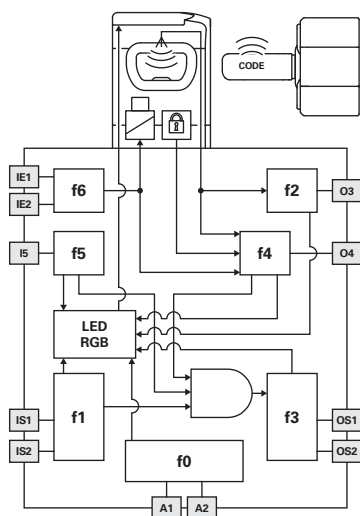 CODE
IE1
IE2
f6
f2
O3
I5
f5
f4
O4
LED
RGB
IS1
IS2
f1
f3
OS1
OS2
f0
A1
A2